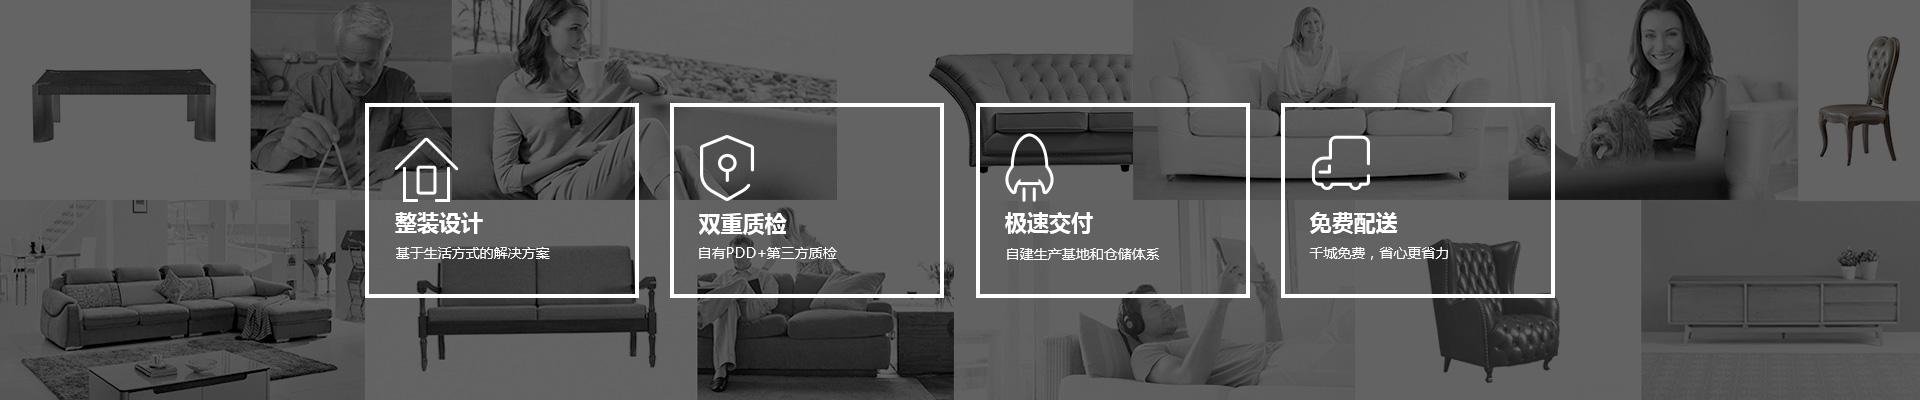 整装设计
基于生活方式的解决方案
双重质检
自有PDD+第三方质检
极速交付
自建生产基地和仓储体系
免费配送
千城免费，省心更省力